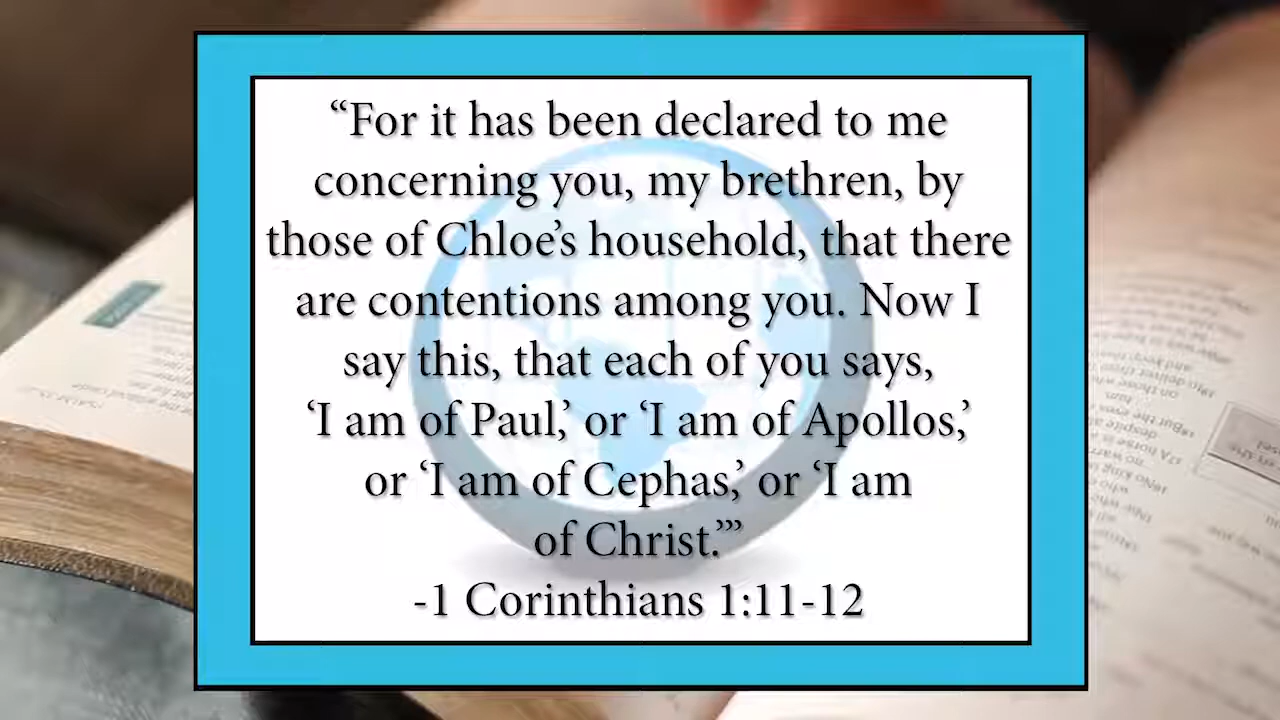 “For it has been declared to me
concerning you, my brethren, by
those of Chloe’s household, that there
are contentions among you. Now I
say this, that each of you says,
‘I am of Paul,’ or ‘I am of Apollos,’
or ‘I am of Cephas,’ or ‘I am
of Christ.’”
-1 Corinthians 1:11-12